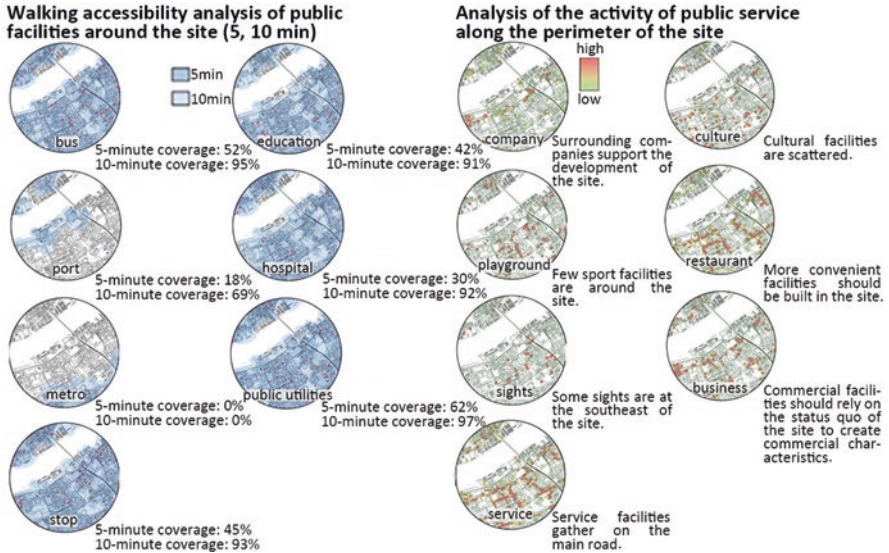 Walking accessibility analysis of public
facilities around the site (5, 10 min)
5min
10min
bus
5-minute coverage: 52%
10-minute coverage: 95%
education
5-minute coverage: 42%
10-minute coverage: 91%
port
5-minute coverage: 18%
10-minute coverage: 69%
hospital
5-minute coverage: 30%
10-minute coverage: 92%
metro
5-minute coverage: 0%
10-minute coverage: 0%
public utilities
5-minute coverage: 62%
10-minute coverage: 97%
stop
5-minute coverage: 45%
10-minute coverage: 93%
Analysis of the activity of public service
along the perimeter of the site
high
low
company
Surrounding com-
panies support the
development of
the site.
culture
Cultural facilities
are scattered.
playground
Few sport facilities
are around the
site.
restaurant
More convenient
facilities should
be built in the site.
sights
Some sights are at
the southeast of
the site.
business
Commercial facili-
ties should rely on
the status quo of
the site to create
commercial char-
acteristics.
service
Service facilities
gather on the
main road.